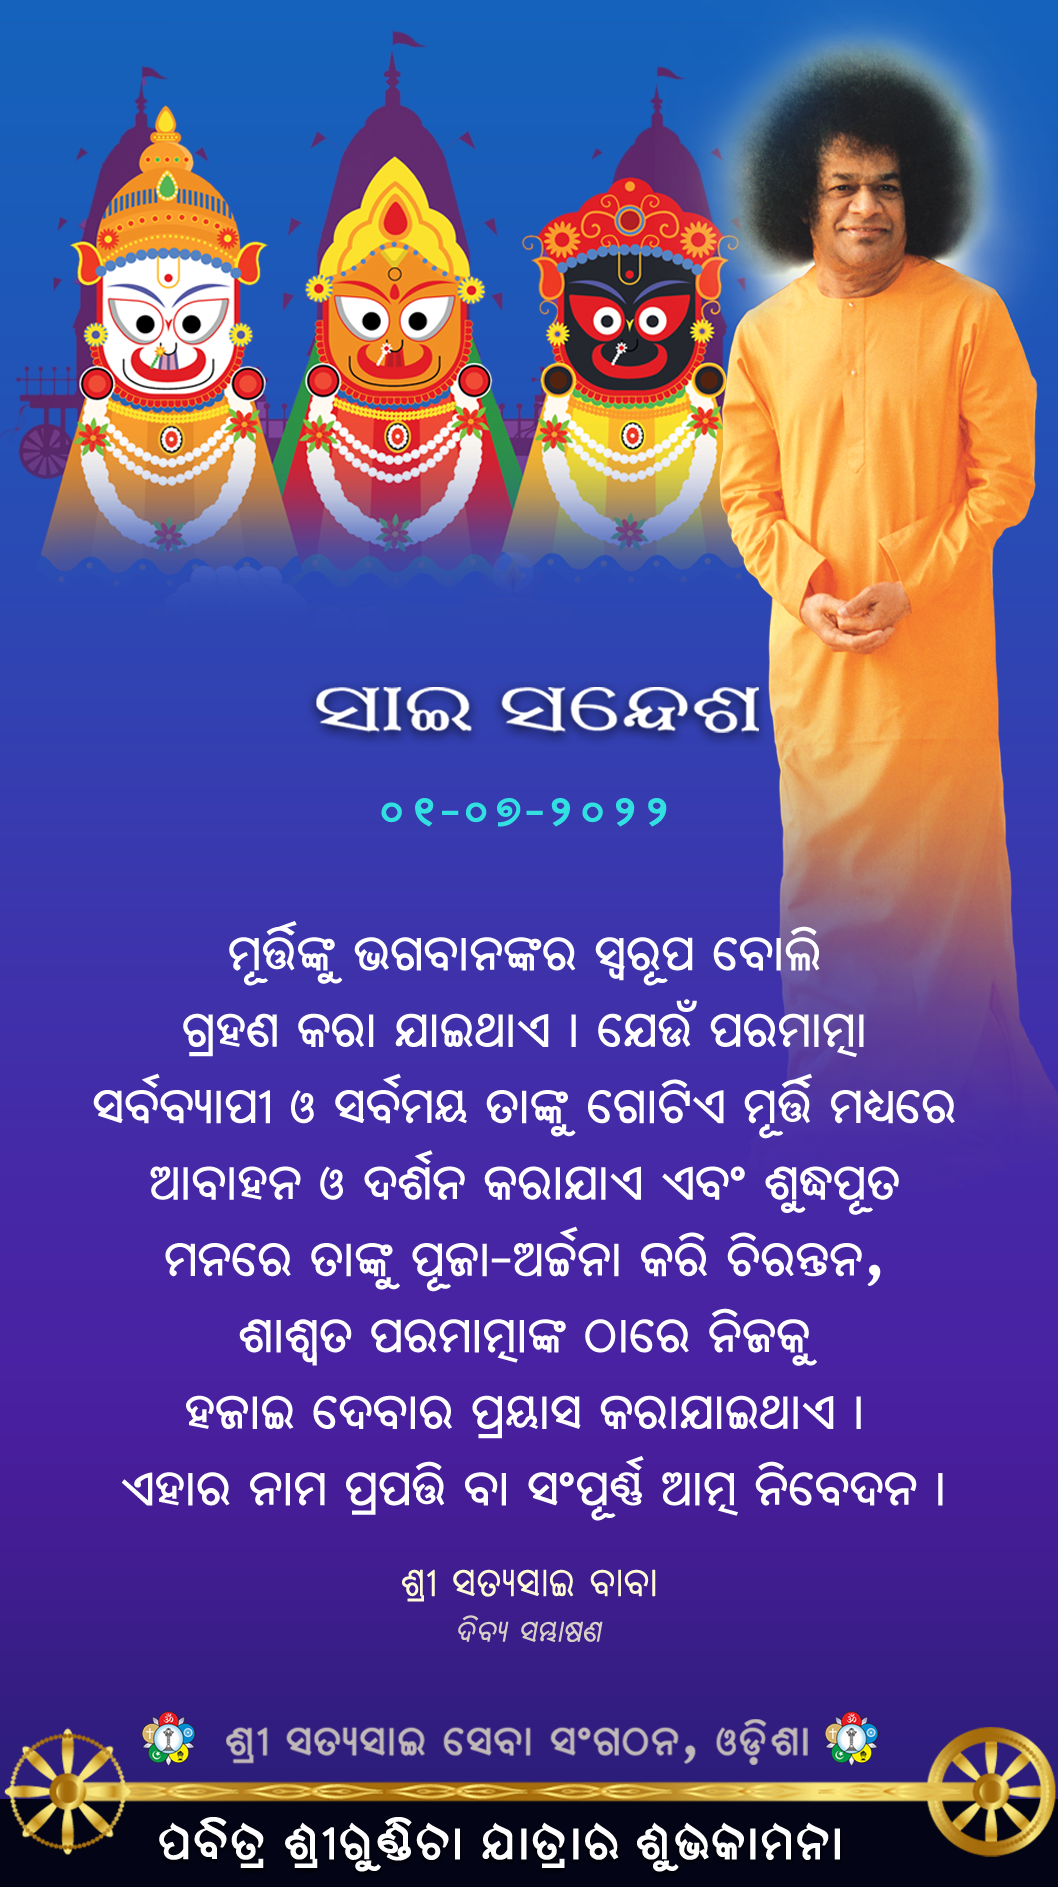 ସାଇ ସନ୍ଦେଶ
୦୧-୦୭-୨୦୨୨
ମୂର୍ତ୍ତିଙ୍କୁ ଭଗବାନଙ୍କର ସ୍ୱରୂପ ବୋଲି
ଗ୍ରହଣ କରା ଯାଇଥାଏ । ଯେଉଁ ପରମାତ୍ମା
ସର୍ବବ୍ୟାପୀ ଓ ସର୍ବମୟ ତାଙ୍କୁ ଗୋଟିଏ ମୂର୍ତ୍ତି ମଧ୍ୟରେ
ଆବାହନ ଓ ଦର୍ଶନ କରାଯାଏ ଏବଂ ଶୁଦ୍ଧପୂତ
ମନରେ ତାଙ୍କୁ ପୂଜା-ଅର୍ଚ୍ଚନା କରି ଚିରନ୍ତନ,
ଶାଶ୍ୱତ ପରମାତ୍ମାଙ୍କ ଠାରେ ନିଜକୁ
ହଜାଇ ଦେବାର ପ୍ରୟାସ କରାଯାଇଥାଏ ।
ଏହାର ନାମ ପ୍ରପତ୍ତି ବା ସଂପୂର୍ଣ୍ଣ ଆତ୍ମ ନିବେଦନ ।
ଶ୍ରୀ ସତ୍ୟସାଇ ବାବା
ଦିବ୍ୟ ସମ୍ଭାଷଣ
ଶ୍ରୀ ସତ୍ୟସାଇ ସେବା ସଂଗଠନ, ଓଡ଼ିଶା
ପବିତ୍ର ଶ୍ରୀଗୁଣ୍ଡିଚା ଯାତ୍ରାର ଶୁଭକାମନା